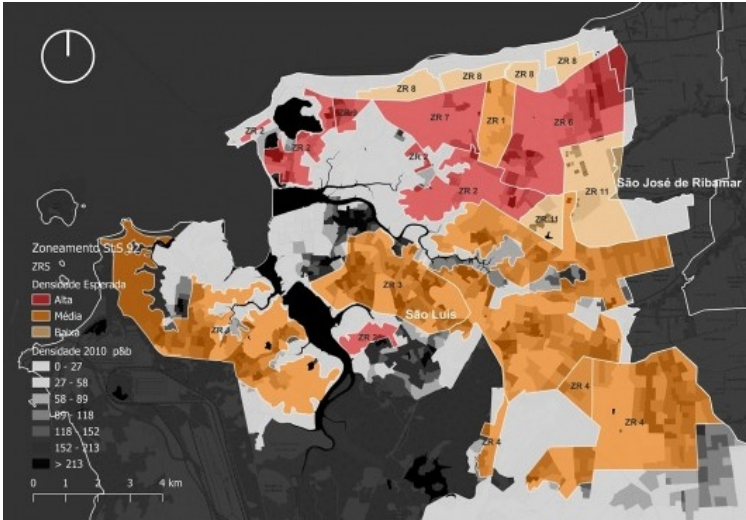 ZR 8
ZR 8
ZR 8
ZR 8
ZR 2
ZR 7
ZR 1
ZR 6
ZR 2
ZR 2
ZR 2
ZR 11
São José de Ribamar
ZR 11
Zoneamento SLS 92
ZRS
Densidade Esperada
Alta
Média
Baixa
Densidade 2010 p&b
0 - 27
27 - 58
58 - 89
89 - 118
118 - 152
152 - 213
> 213
ZR 3
São Luís
ZR 4
ZR 4
ZR 4
0 1 2 3 4 km